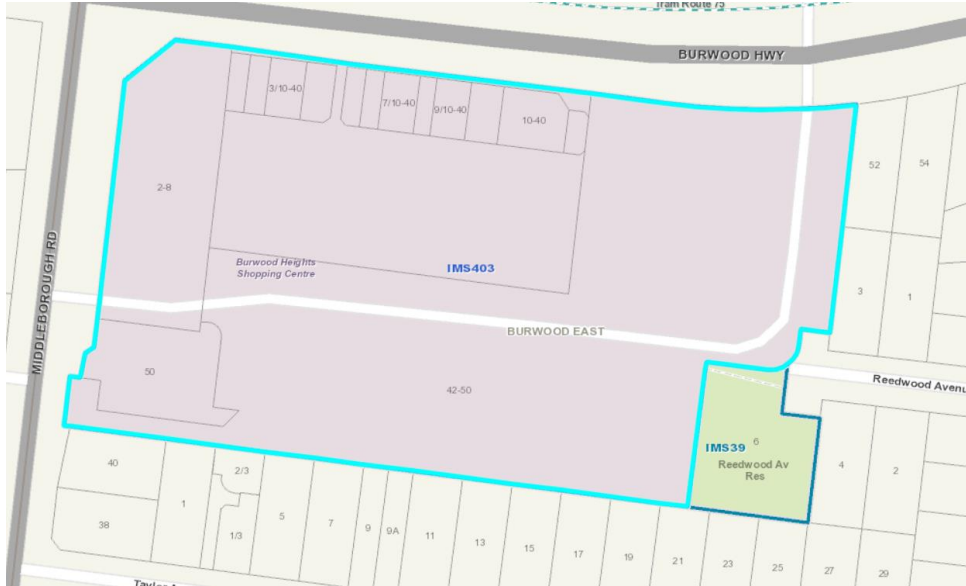 Tram Route 75
BURWOOD HWY
3/10-40
7/10-40
9/10-40
10-40
52
54
2-8
MIDDLEBOROUGH RD
Burwood Heights
Shopping Centre
IMS403
3
1
BURWOOD EAST
50
42-50
Reedwood Avenu
6
IMS39
Reedwood Av
Res
4
2
40
2/3
1
38
1/3
5
7
9
9A
11
13
15
17
19
21
23
25
27
29